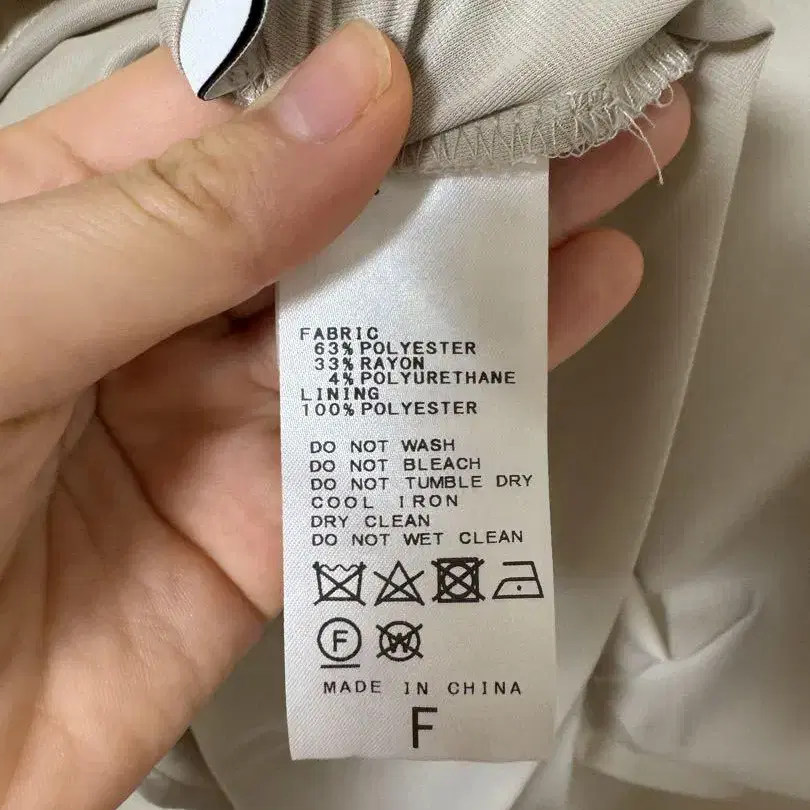 FABRIC
63% POLYESTER
33% RAYON
4% POLYURETHANE
LINING
100% POLYESTER
DO NOT WASH
DO NOT BLEACH
DO NOT TUMBLE DRY
COOL IRON
DRY CLEAN
DO NOT WET CLEAN
F W
MADE IN CHINA
F